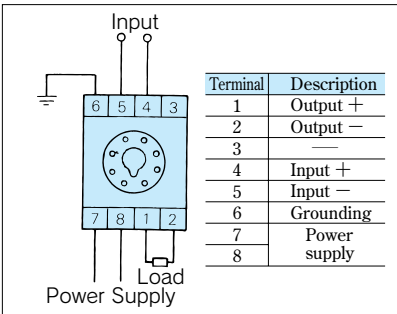 Input
6 5 4 3
7 8 1 2
Load
Power Supply
Terminal Description
1 Output +
2 Output −
3 —
4 Input +
5 Input −
6 Grounding
7 Power
8 supply